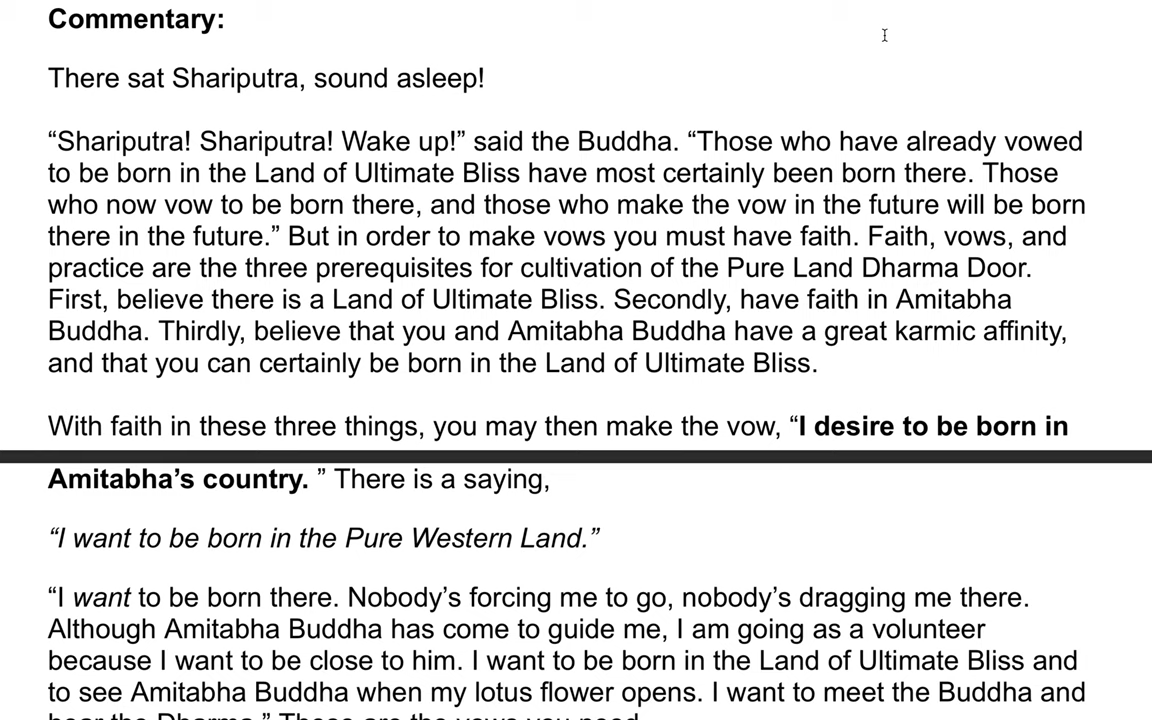 Commentary:
There sat Shariputra, sound asleep!
“Shariputra! Shariputra! Wake up!” said the Buddha. “Those who have already vowed
to be born in the Land of Ultimate Bliss have most certainly been born there. Those
who now vow to be born there, and those who make the vow in the future will be born
there in the future.” But in order to make vows you must have faith. Faith, vows, and
practice are the three prerequisites for cultivation of the Pure Land Dharma Door.
First, believe there is a Land of Ultimate Bliss. Secondly, have faith in Amitabha
Buddha. Thirdly, believe that you and Amitabha Buddha have a great karmic affinity,
and that you can certainly be born in the Land of Ultimate Bliss.
With faith in these three things, you may then make the vow, “I desire to be born in
Amitabha’s country. ” There is a saying,
“I want to be born in the Pure Western Land.”
“I want to be born there. Nobody’s forcing me to go, nobody’s dragging me there.
Although Amitabha Buddha has come to guide me, I am going as a volunteer
because I want to be close to him. I want to be born in the Land of Ultimate Bliss and
to see Amitabha Buddha when my lotus flower opens. I want to meet the Buddha and
hear the Dharma.” These are the vows you need.